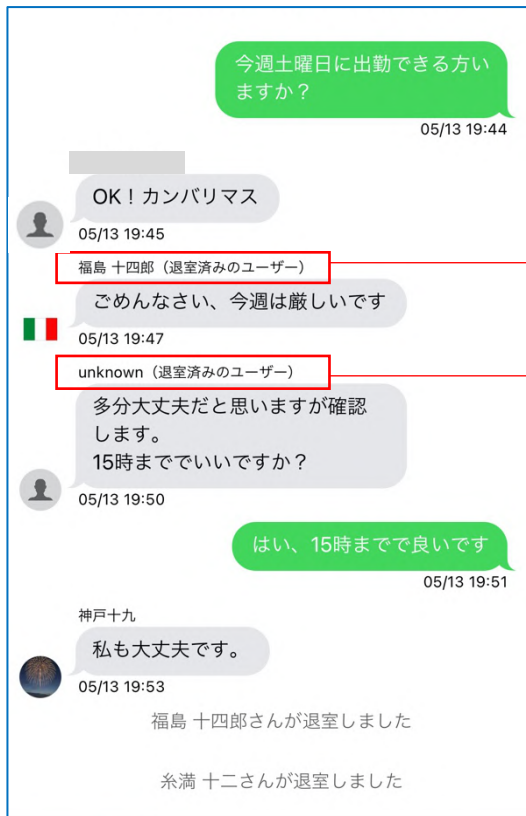 今週土曜日に出勤できる方い
ますか？
05/13 19:44
OK！カンバリマス
05/13 19:45
福島 十四郎（退室済みのユーザー）
ごめんなさい、今週は厳しいです
05/13 19:47
unknown（退室済みのユーザー）
多分大丈夫だと思いますが確認
します。
15時まででいいですか？
05/13 19:50
はい、15時までで良いです
05/13 19:51
神戸十九
私も大丈夫です。
05/13 19:53
福島 十四郎さんが退室しました
糸満 十二さんが退室しました